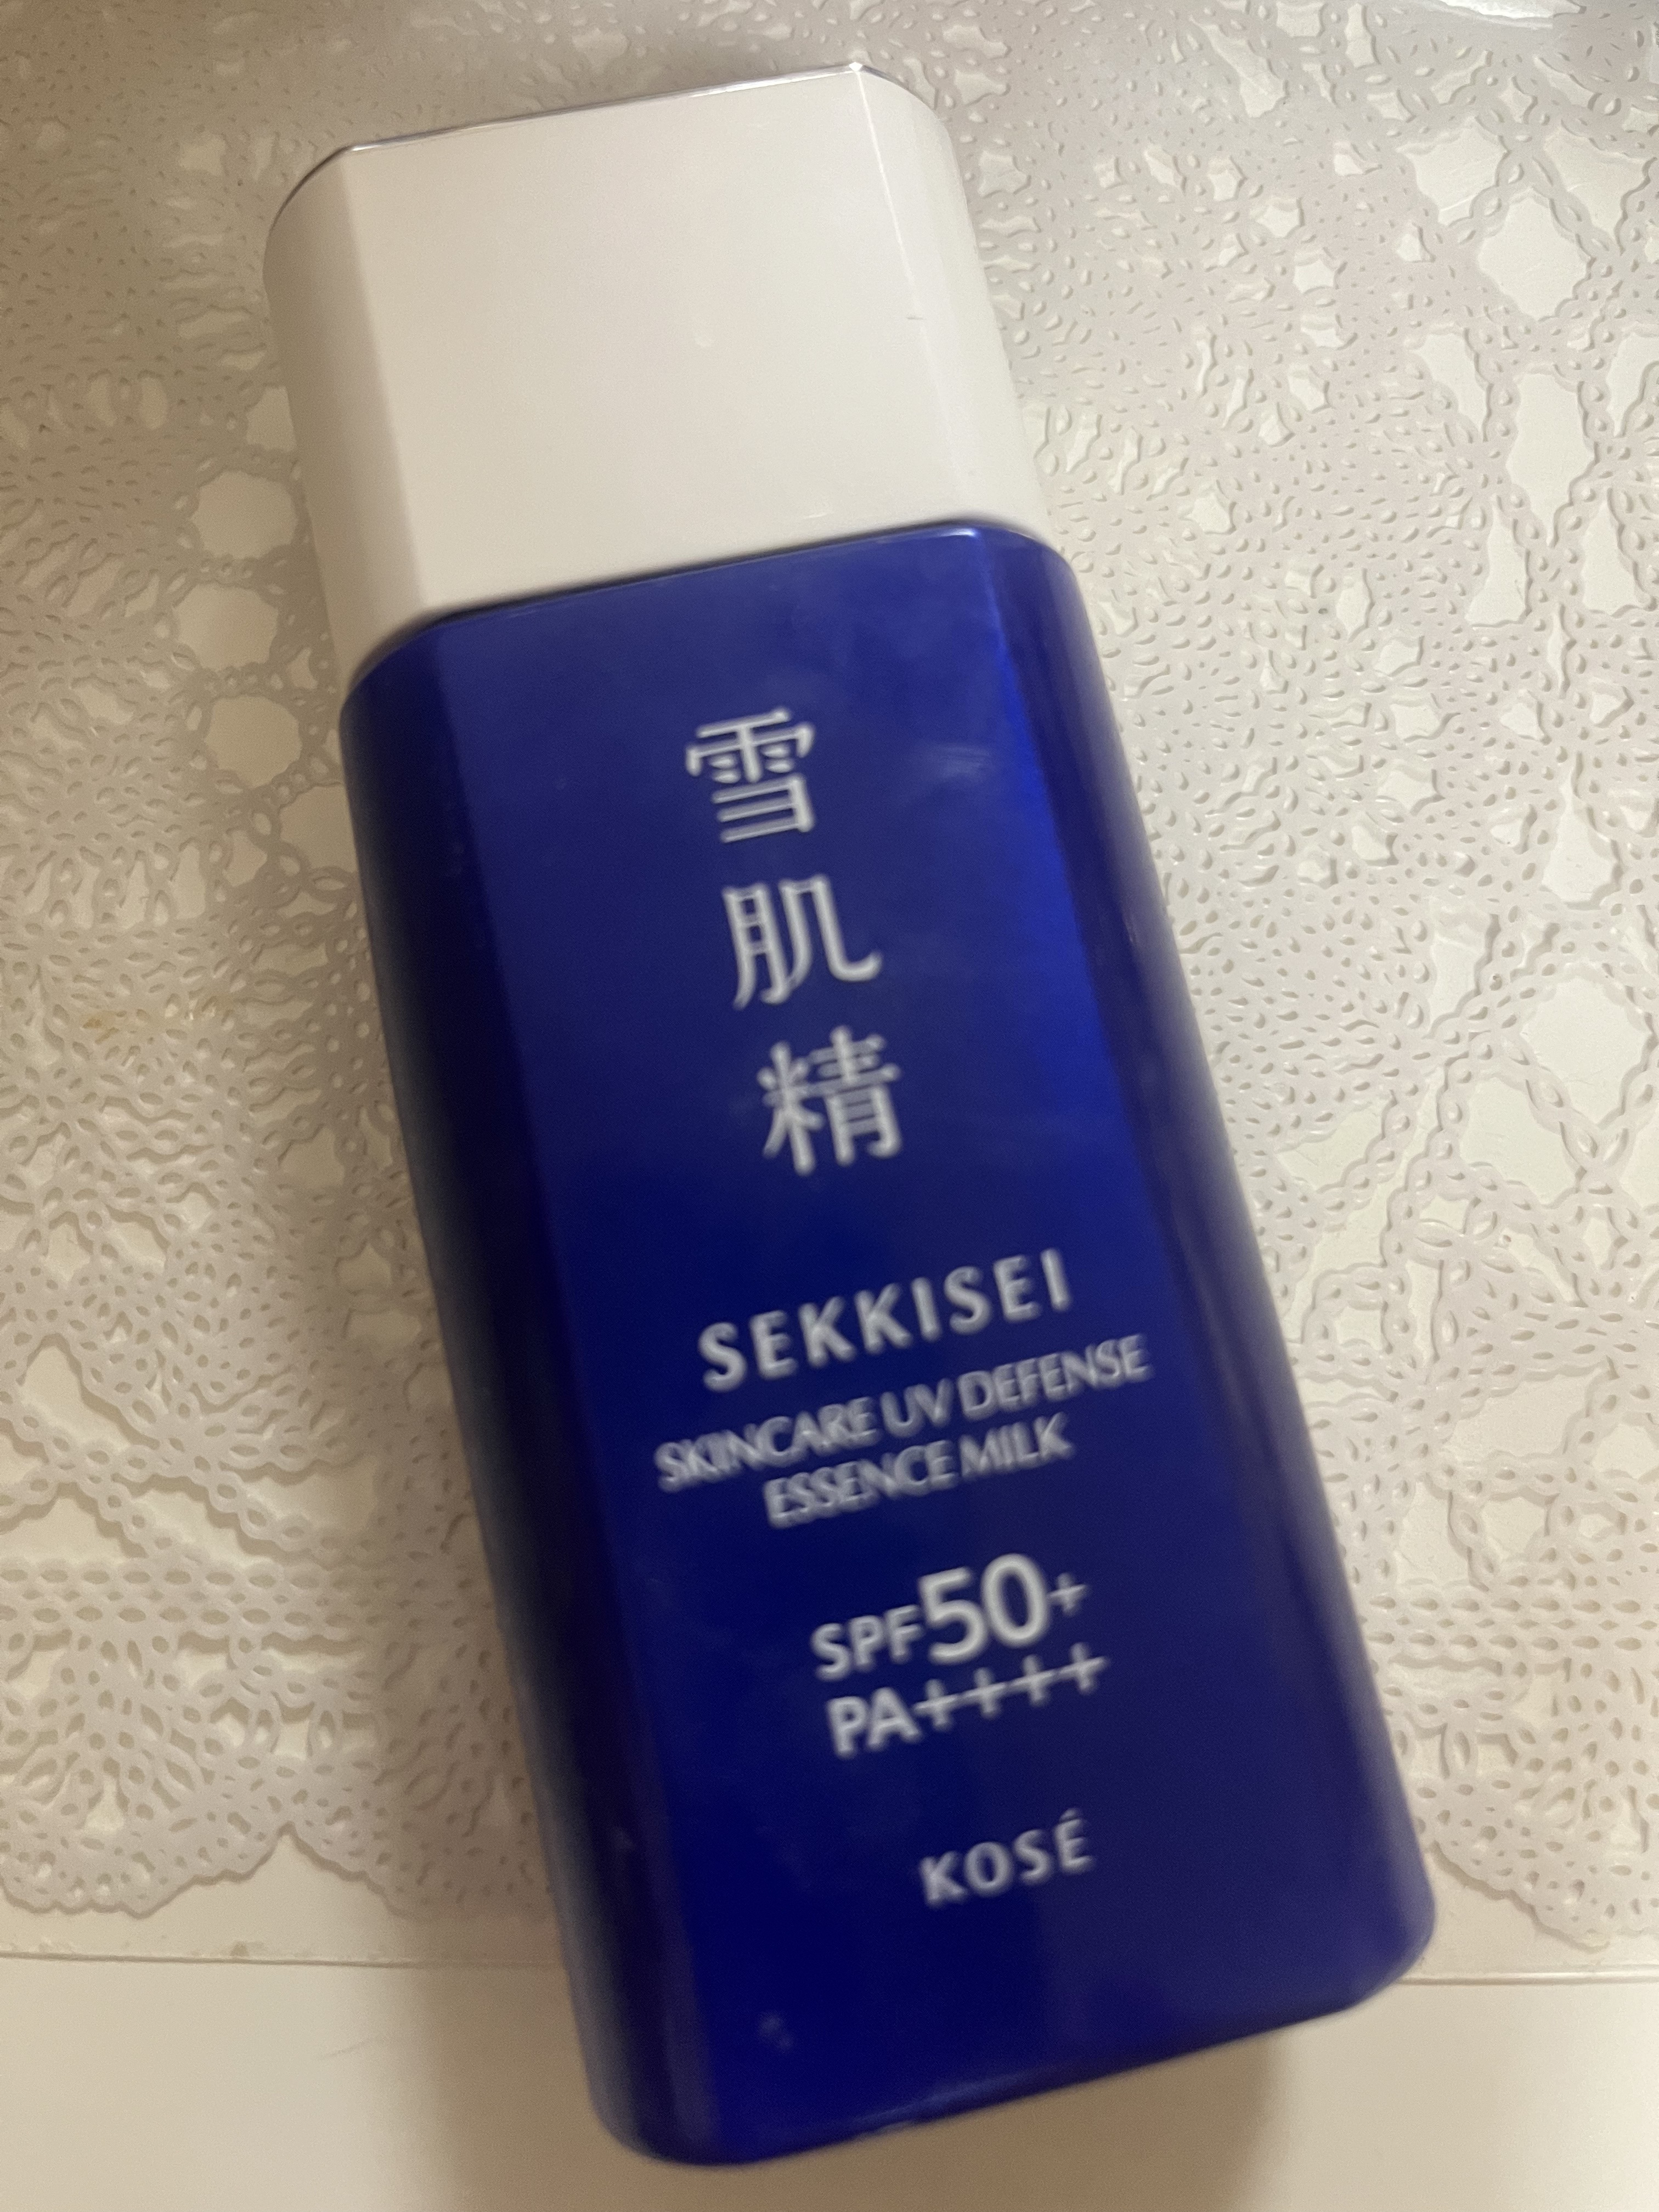 雪肌精
SEKKISEI
SKINCARE UV DEFENSE
ESSENCE MILK
SPF50+
PA++++
KOSÉ